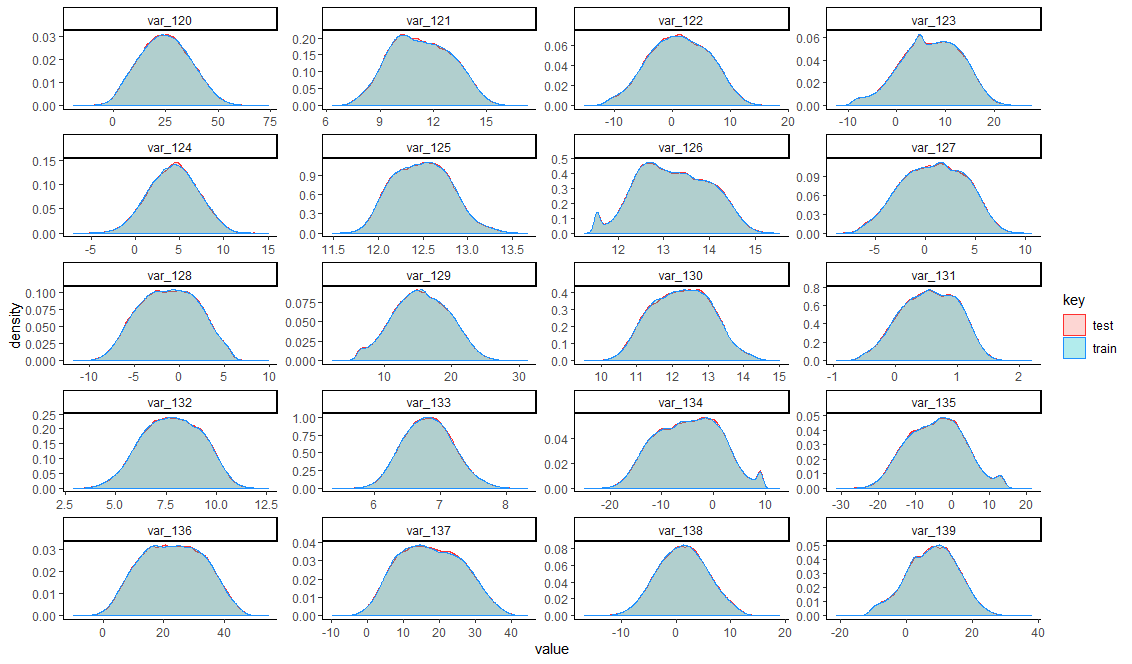 var_120 var_121 var_122 var_123
0.03 0.02 0.01 0.00 0.20 0.15 0.10 0.05 0.00 0.06 0.04 0.02 0.00 0.06 0.04 0.02 0.00
0 25 50 75 6 9 12 15 -10 0 10 20 -10 0 10 20
var_124 var_125 var_126 var_127
0.15 0.10 0.05 0.00 0.9 0.6 0.3 0.0 0.5 0.4 0.3 0.2 0.1 0.0 0.09 0.06 0.03 0.00
-5 0 5 10 15 11.5 12.0 12.5 13.0 13.5 12 13 14 15 -5 0 5 10
var_128 var_129 var_130 var_131
0.100 0.075 0.050 0.025 0.000 0.075 0.050 0.025 0.000 0.4 0.3 0.2 0.1 0.0 0.8 0.6 0.4 0.2 0.0
-10 -5 0 5 10 10 20 30 10 11 12 13 14 15 -1 0 1 2
var_132 var_133 var_134 var_135
0.25 0.20 0.15 0.10 0.05 0.00 1.00 0.75 0.50 0.25 0.00 0.04 0.02 0.00 0.05 0.04 0.03 0.02 0.01 0.00
2.5 5.0 7.5 10.0 12.5 6 7 8 -20 -10 0 10 -30 -20 -10 0 10 20
var_136 var_137 var_138 var_139
0.03 0.02 0.01 0.00 0.04 0.03 0.02 0.01 0.00 0.08 0.06 0.04 0.02 0.00 0.05 0.04 0.03 0.02 0.01 0.00
0 20 40 -10 0 10 20 30 40 -10 0 10 20 -20 0 20 40
density
value
key
test
train